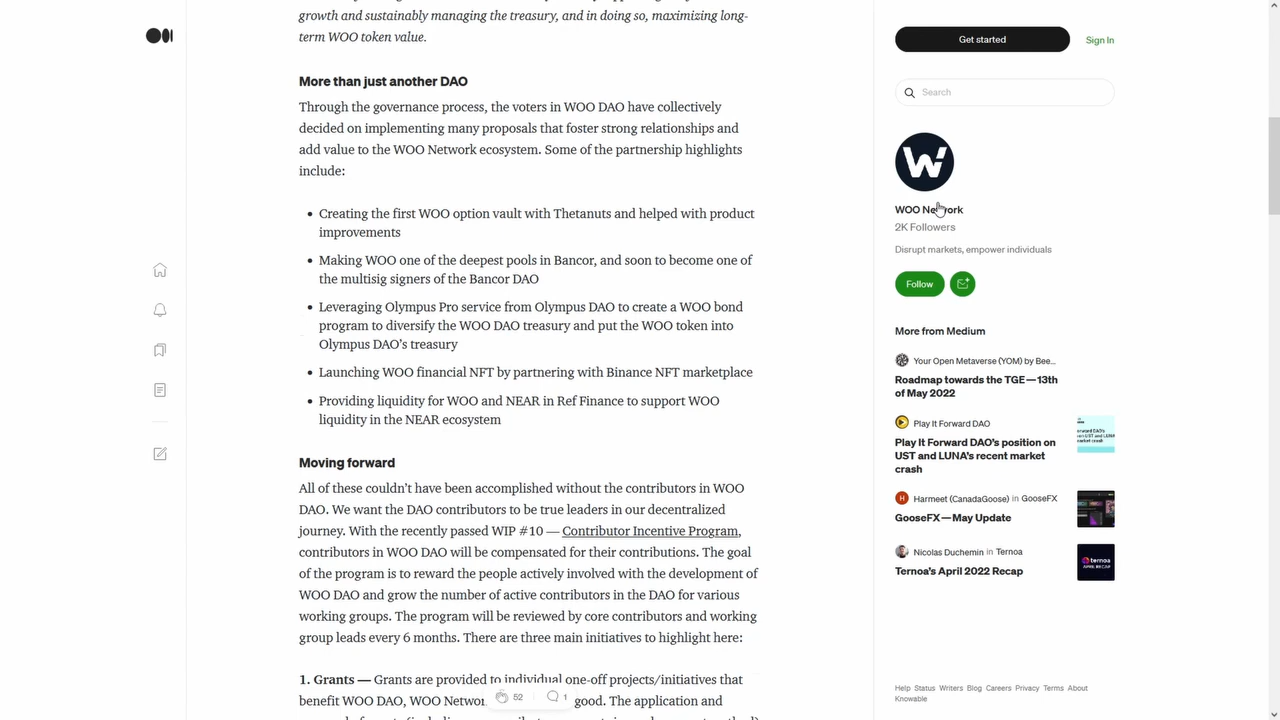 growth and sustainably managing the treasury, and in doing so, maximizing long-
term WOO token value.
More than just another DAO
Through the governance process, the voters in WOO DAO have collectively
decided on implementing many proposals that foster strong relationships and
add value to the WOO Network ecosystem. Some of the partnership highlights
include:
• Creating the first WOO option vault with Thetanuts and helped with product
improvements
• Making WOO one of the deepest pools in Bancor, and soon to become one of
the multisig signers of the Bancor DAO
• Leveraging Olympus Pro service from Olympus DAO to create a WOO bond
program to diversify the WOO DAO treasury and put the WOO token into
Olympus DAO’s treasury
• Launching WOO financial NFT by partnering with Binance NFT marketplace
• Providing liquidity for WOO and NEAR in Ref Finance to support WOO
liquidity in the NEAR ecosystem
Moving forward
All of these couldn’t have been accomplished without the contributors in WOO
DAO. We want the DAO contributors to be true leaders in our decentralized
journey. With the recently passed WIP #10 — Contributor Incentive Program,
contributors in WOO DAO will be compensated for their contributions. The goal
of the program is to reward the people actively involved with the development of
WOO DAO and grow the number of active contributors in the DAO for various
working groups. The program will be reviewed by core contributors and working
group leads every 6 months. There are three main initiatives to highlight here:
1. Grants — Grants are provided to individual one-off projects/initiatives that
benefit WOO DAO, WOO Networ good. The application and
52 1
Get started
Sign In
Search
W
WOO Network
2K Followers
Disrupt markets, empower individuals
Follow
More from Medium
Your Open Metaverse (YOM) by Bee...
Roadmap towards the TGE — 13th
of May 2022
Play It Forward DAO
Play It Forward DAO’s position on
UST and LUNA’s recent market
crash
H Harmeet (CanadaGoose) in GooseFX
GooseFX — May Update
Nicolas Duchemin in Ternoa
Ternoa’s April 2022 Recap
ternoa
APRIL RECAP
Help Status Writers Blog Careers Privacy Terms About
Knowable